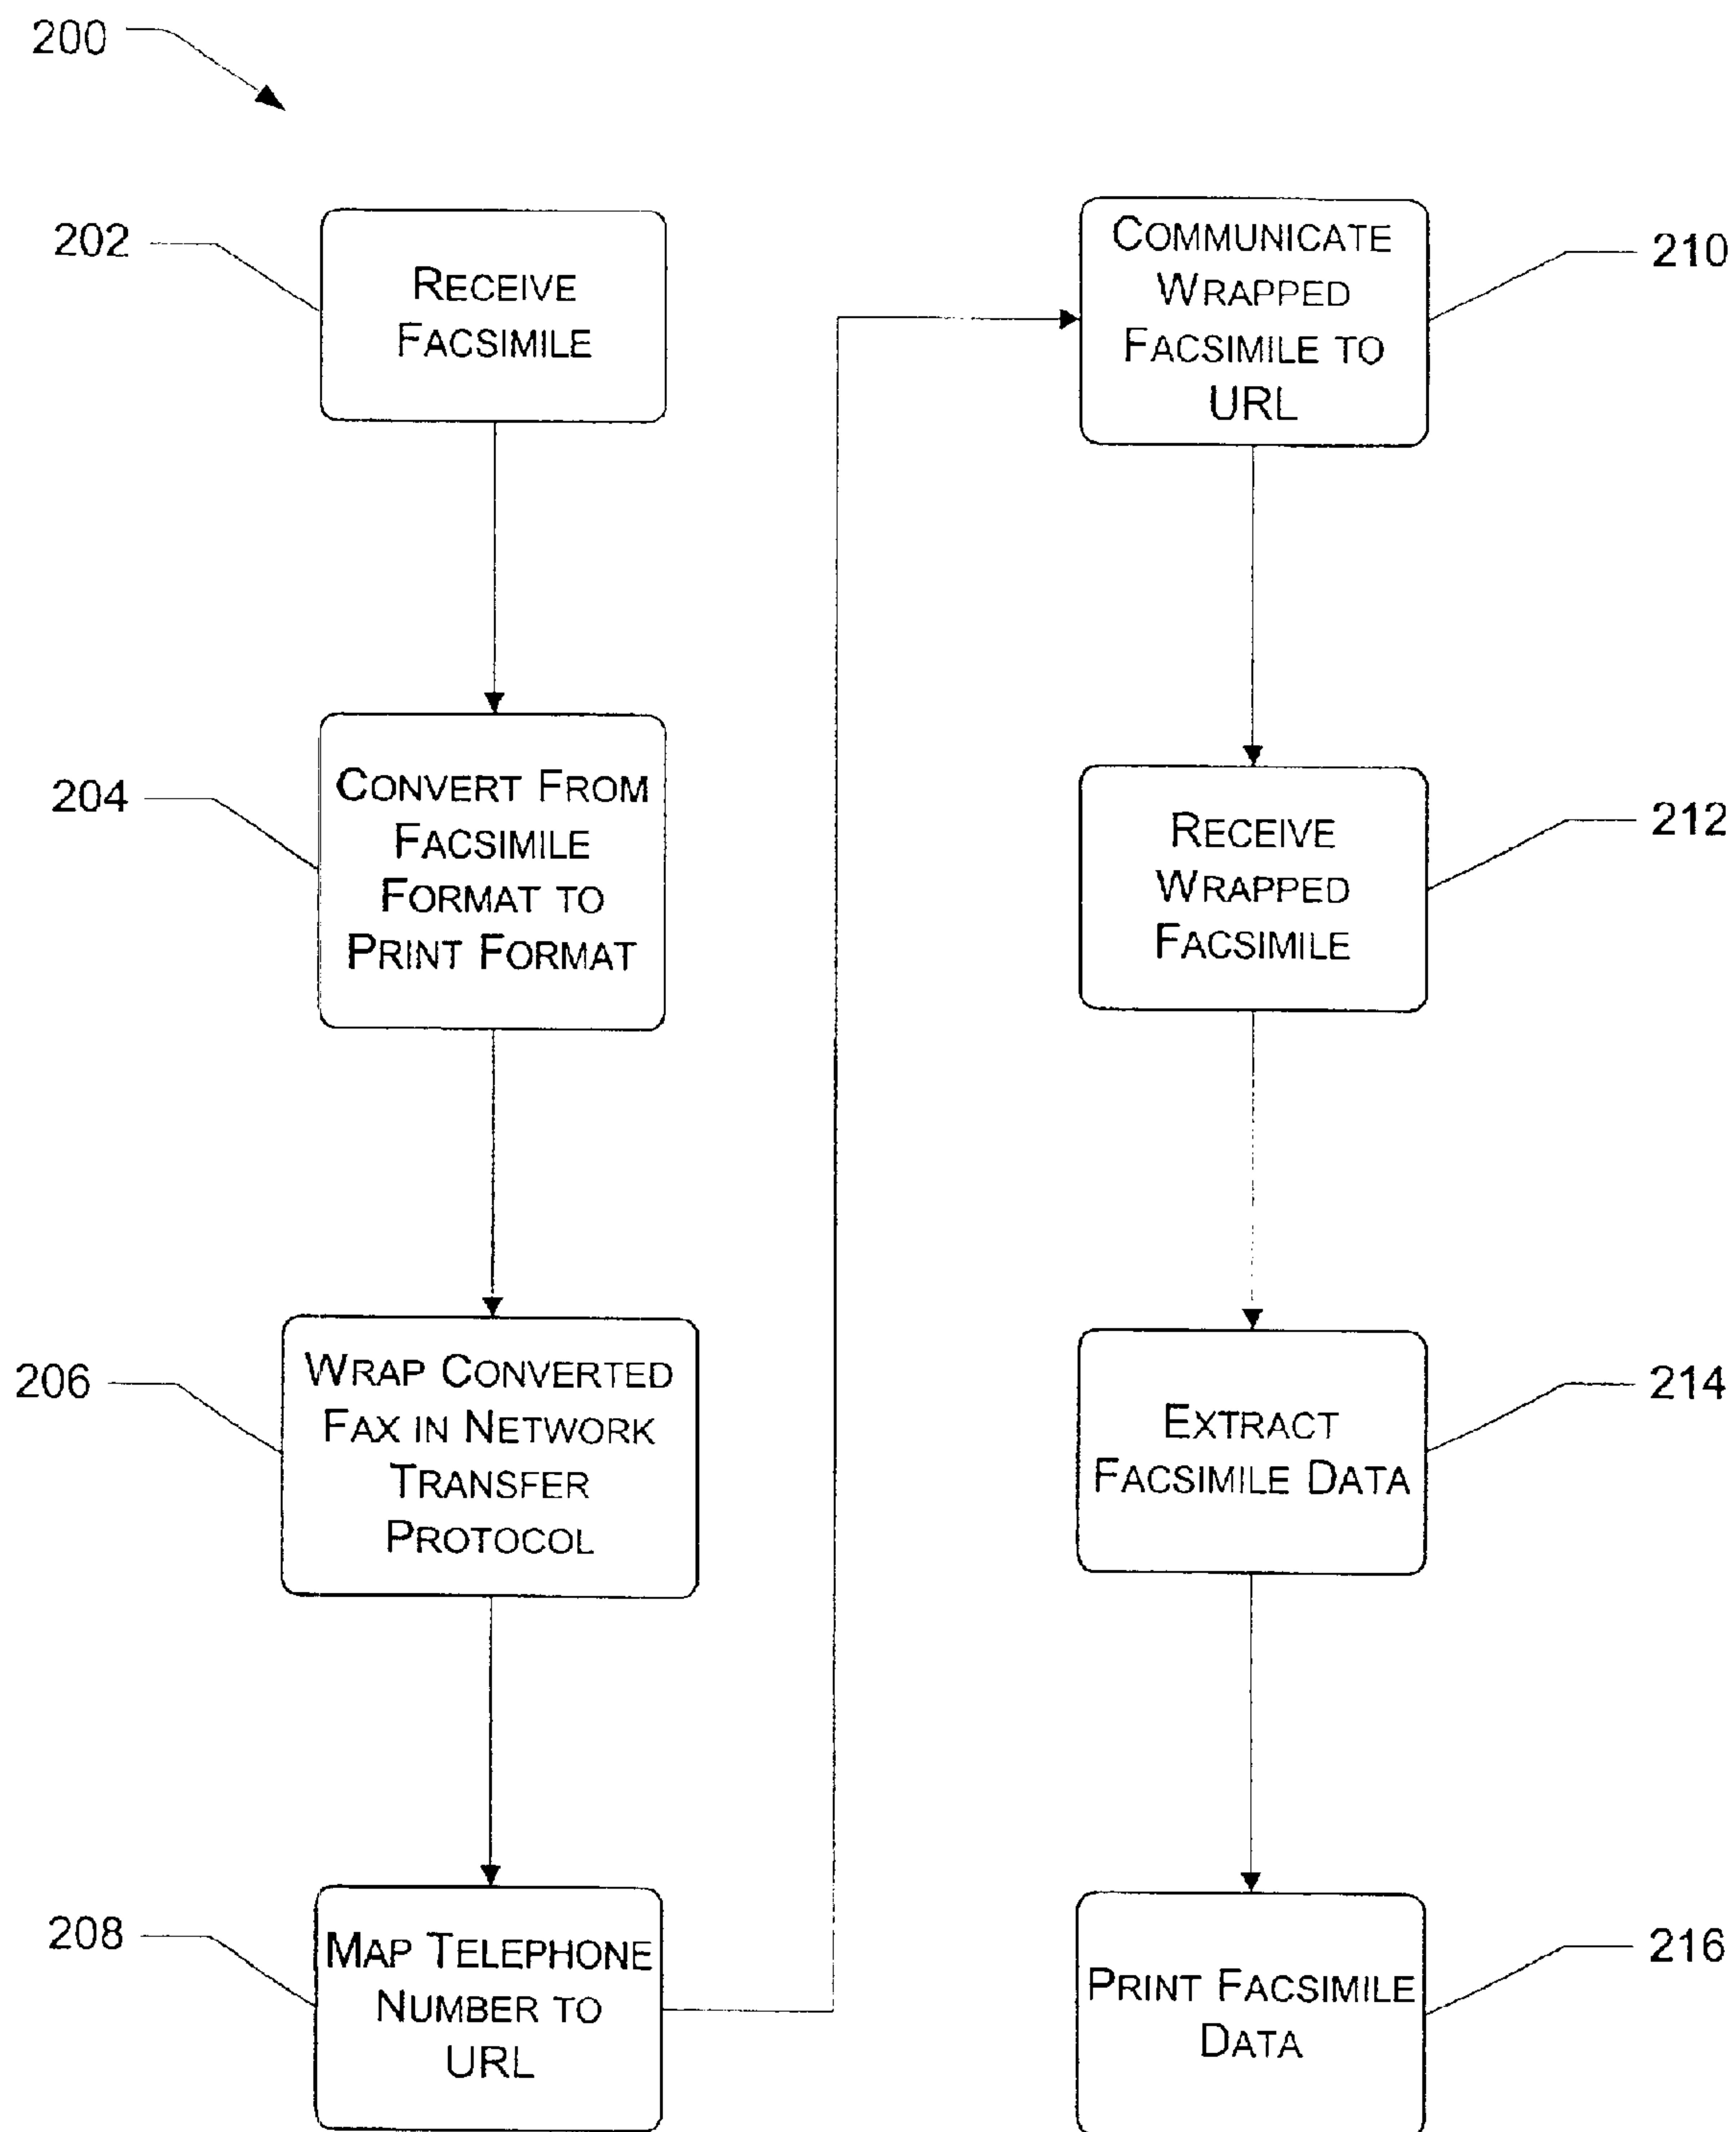 200
202
RECEIVE
FACSIMILE
204
CONVERT FROM
FACSIMILE
FORMAT TO
PRINT FORMAT
206
WRAP CONVERTED
FAX IN NETWORK
TRANSFER
PROTOCOL
208
MAP TELEPHONE
NUMBER TO
URL
COMMUNICATE
WRAPPED
FACSIMILE TO
URL
210
RECEIVE
WRAPPED
FACSIMILE
212
EXTRACT
FACSIMILE DATA
214
PRINT FACSIMILE
DATA
216